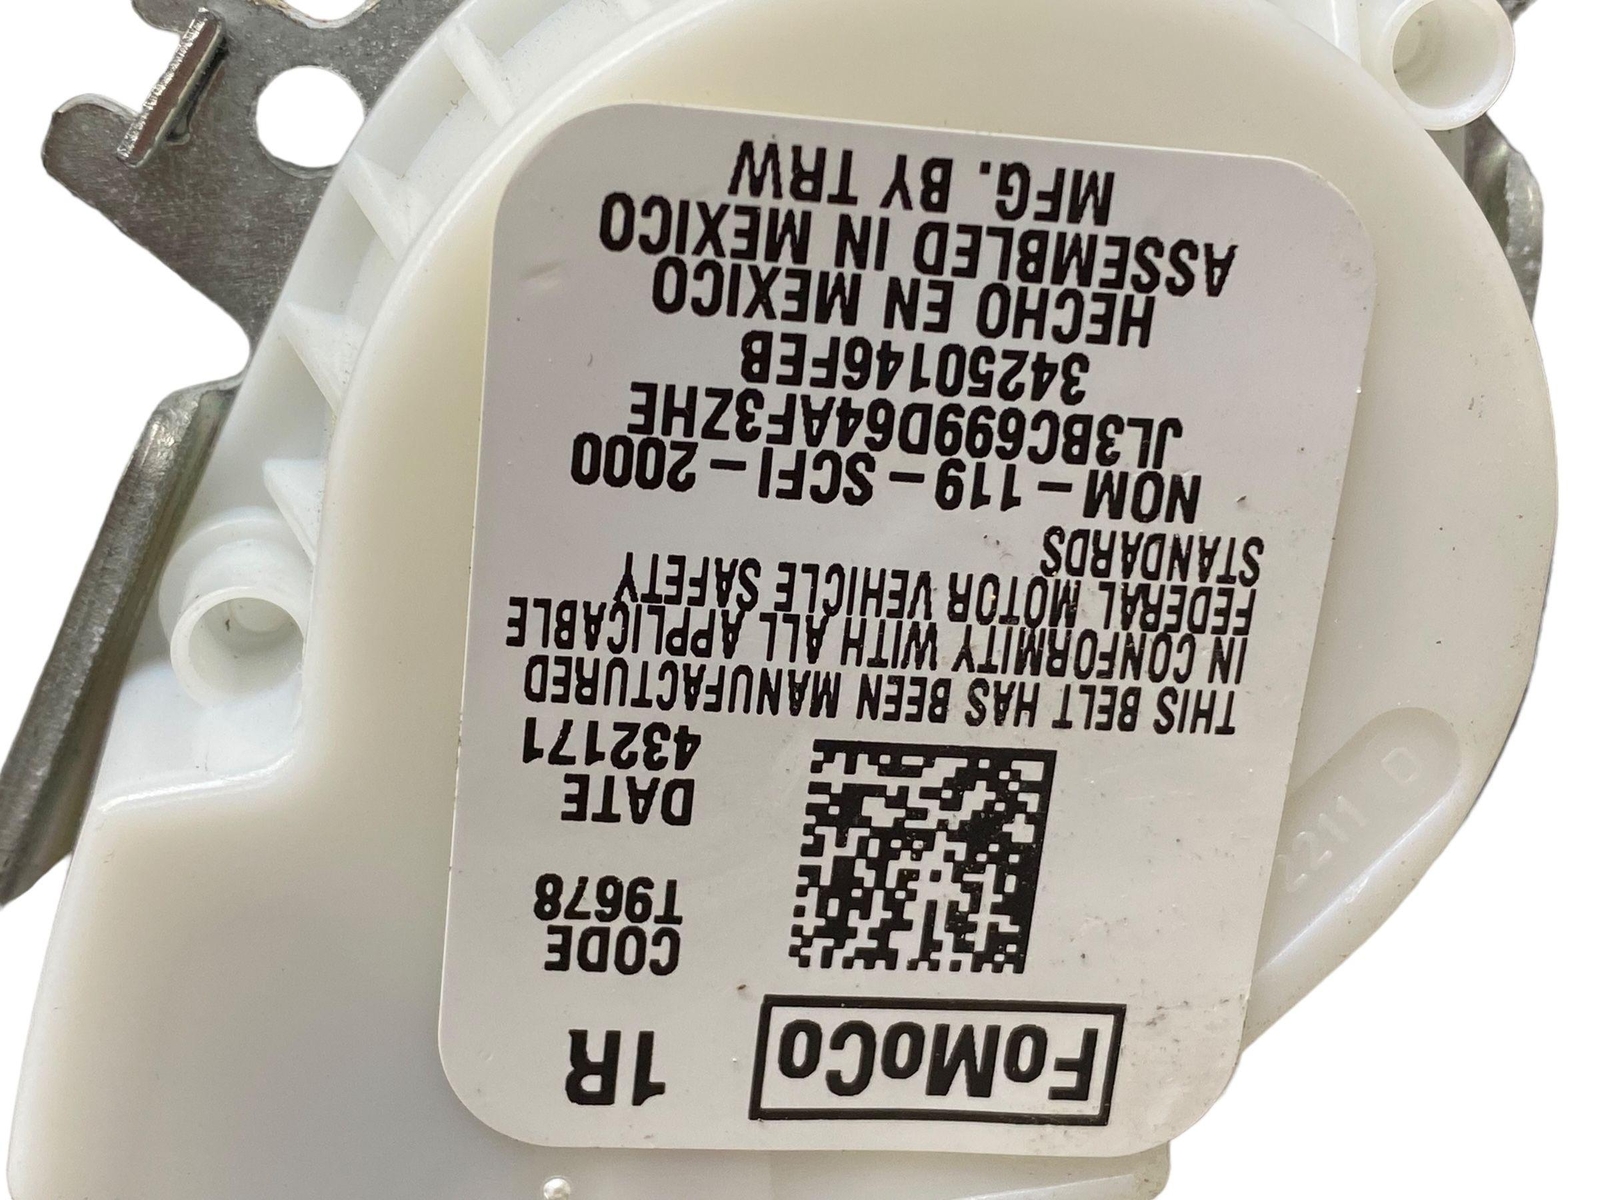 FoMoCo 1R
CODE
T9678
DATE
432171
THIS BELT HAS BEEN MANUFACTURED
IN CONFORMITY WITH ALL APPLICABLE
FEDERAL MOTOR VEHICLE SAFETY
STANDARDS
NOM-119-SCFI-2000
JL3BC699D64AF3ZHE
34250146FEB
HECHO EN MEXICO
ASSEMBLED IN MEXICO
MFG. BY TRW
2211 D